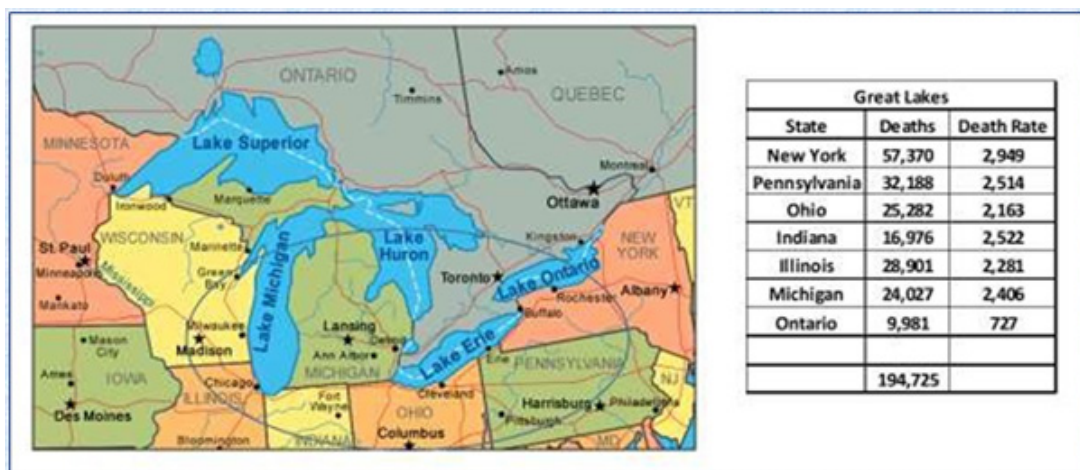 ONTARIO
Amos
Timmins
QUEBEC
MINNESOTA
Lake Superior
Montreal
Duluth
Marquette
Ironwood
Ottawa
VT
WISCONSIN
Marinette
Lake
Huron
Kingston
NEW
YORK
St. Paul
Minneapolis
Mississippi
Green
Bay
Lake Michigan
Toronto
Lake Ontario
Rochester
Albany
Mankato
Buffalo
Mason
City
Milwaukee
Madison
Lansing
Detroit
Ann Arbor
Lake Erie
Erie
MICHIGAN
PENNSYLVANIA
Ames
IOWA
Chicago
Cleveland
NJ
Des Moines
ILLINOIS
Fort
Wayne
OHIO
Harrisburg
Philadelphia
Pittsburgh
Bloomington
INDIANA
Columbus
MD
Great Lakes
State Deaths Death Rate
New York 57,370 2,949
Pennsylvania 32,188 2,514
Ohio 25,282 2,163
Indiana 16,976 2,522
Illinois 28,901 2,281
Michigan 24,027 2,406
Ontario 9,981 727
194,725